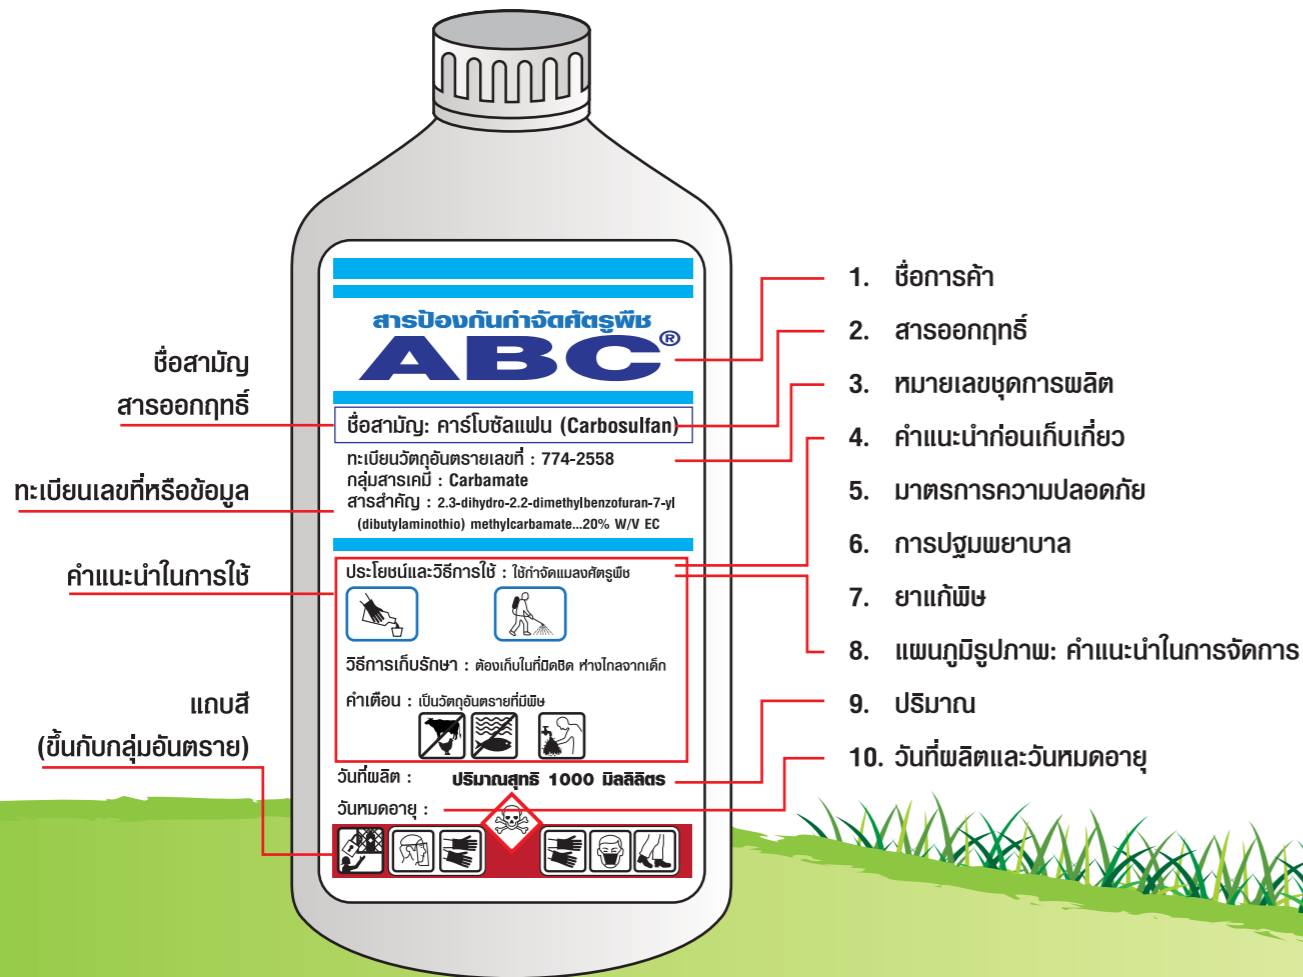 สารป้องกันกำจัดศัตรูพืช
ABC®
ชื่อสามัญ: คาร์โบซัลแฟน (Carbosulfan)
ทะเบียนวัตถุอันตรายเลขที่ : 774-2558
กลุ่มสารเคมี : Carbamate
สารสำคัญ : 2.3-dihydro-2.2-dimethylbenzofuran-7-yl
(dibutylaminothio) methylcarbamate...20% W/V EC
ประโยชน์และวิธีการใช้ : ใช้กำจัดแมลงศัตรูพืช
วิธีการเก็บรักษา : ต้องเก็บในที่มิดชิด ห่างไกลจากเด็ก
คำเตือน : เป็นวัตถุอันตรายที่มีพิษ
วันที่ผลิต : ปริมาณสุทธิ 1000 มิลลิลิตร
วันหมดอายุ :
ชื่อสามัญ
สารออกฤทธิ์
ทะเบียนเลขที่หรือข้อมูล
คำแนะนำในการใช้
แถบสี
(ขึ้นกับกลุ่มอันตราย)
1. ชื่อการค้า
2. สารออกฤทธิ์
3. หมายเลขชุดการผลิต
4. คำแนะนำก่อนเก็บเกี่ยว
5. มาตรการความปลอดภัย
6. การปฐมพยาบาล
7. ยาแก้พิษ
8. แผนภูมิรูปภาพ: คำแนะนำในการจัดการ
9. ปริมาณ
10. วันที่ผลิตและวันหมดอายุ